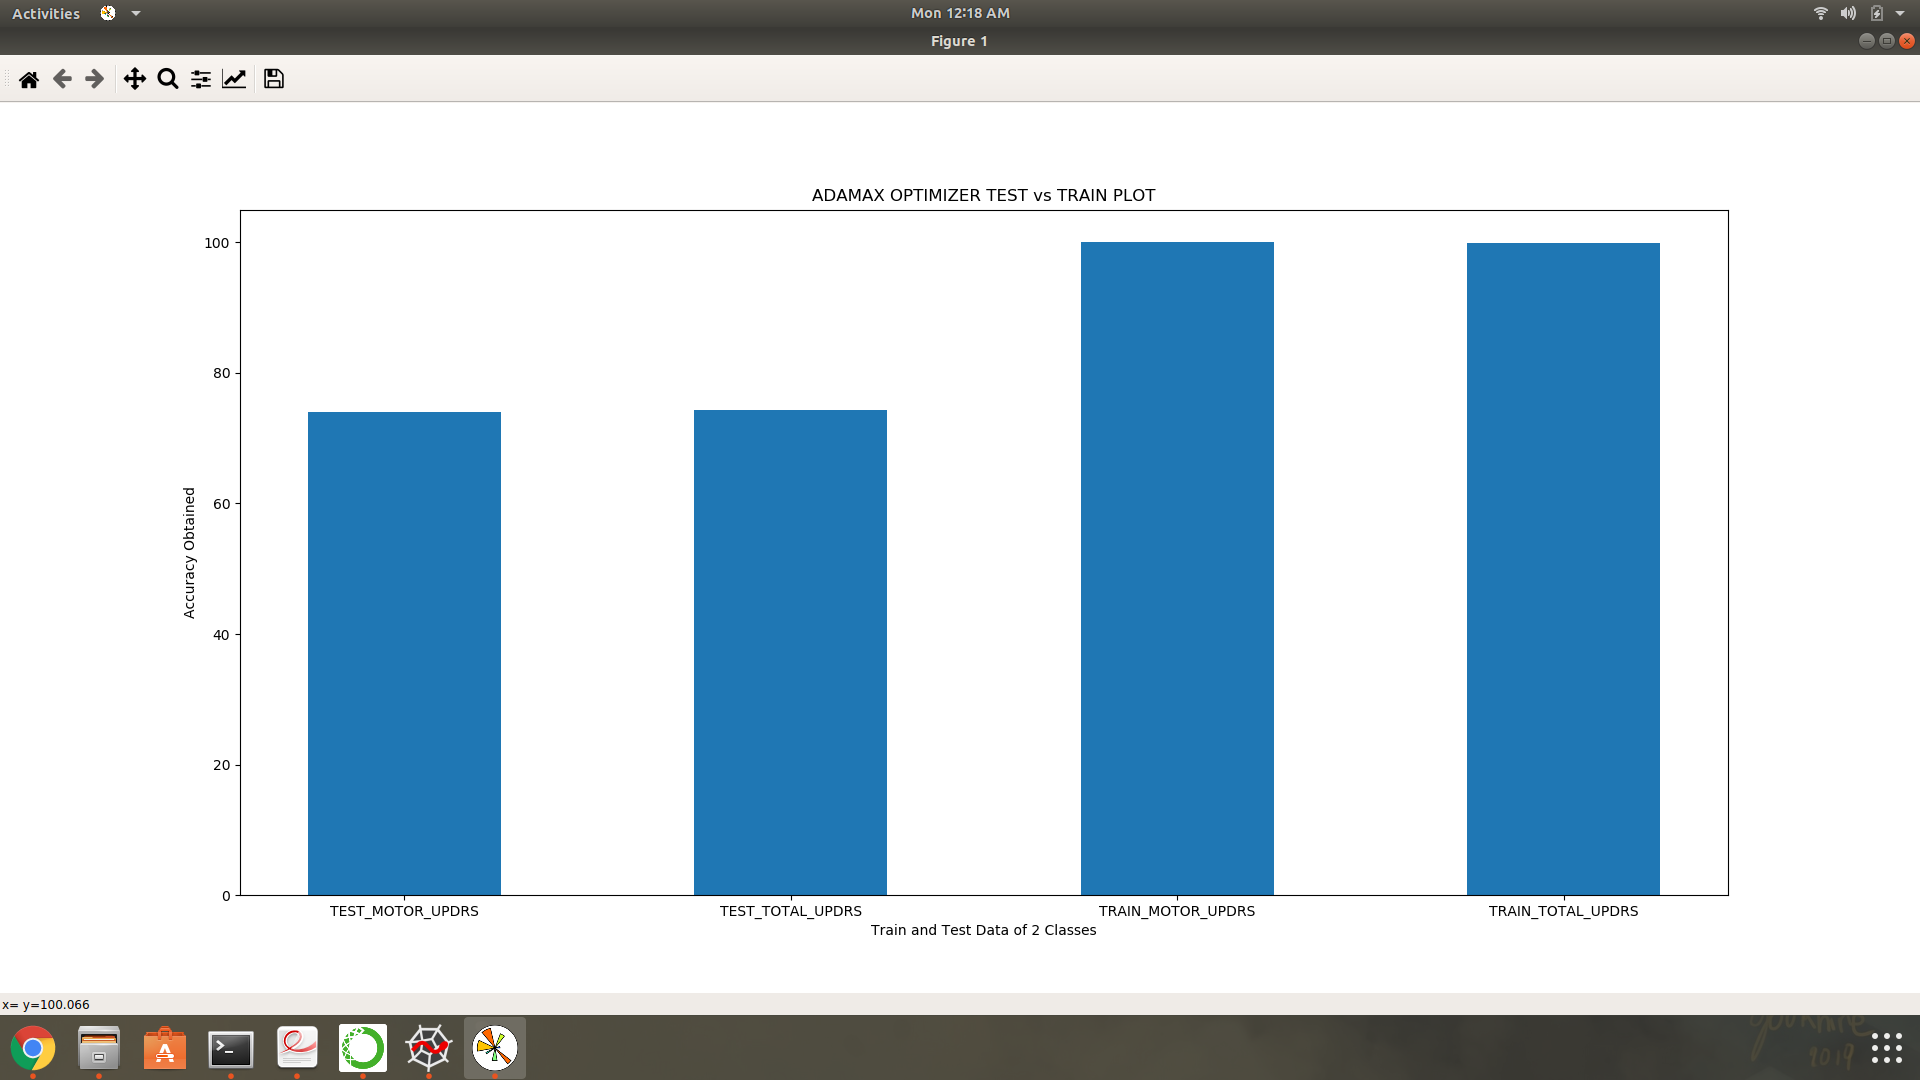 Activities
Mon 12:18 AM
Figure 1
ADAMAX OPTIMIZER TEST vs TRAIN PLOT
100
80
60
40
20
0
Accuracy Obtained
TEST_MOTOR_UPDRS TEST_TOTAL_UPDRS TRAIN_MOTOR_UPDRS TRAIN_TOTAL_UPDRS
Train and Test Data of 2 Classes
x= y=100.066
2019